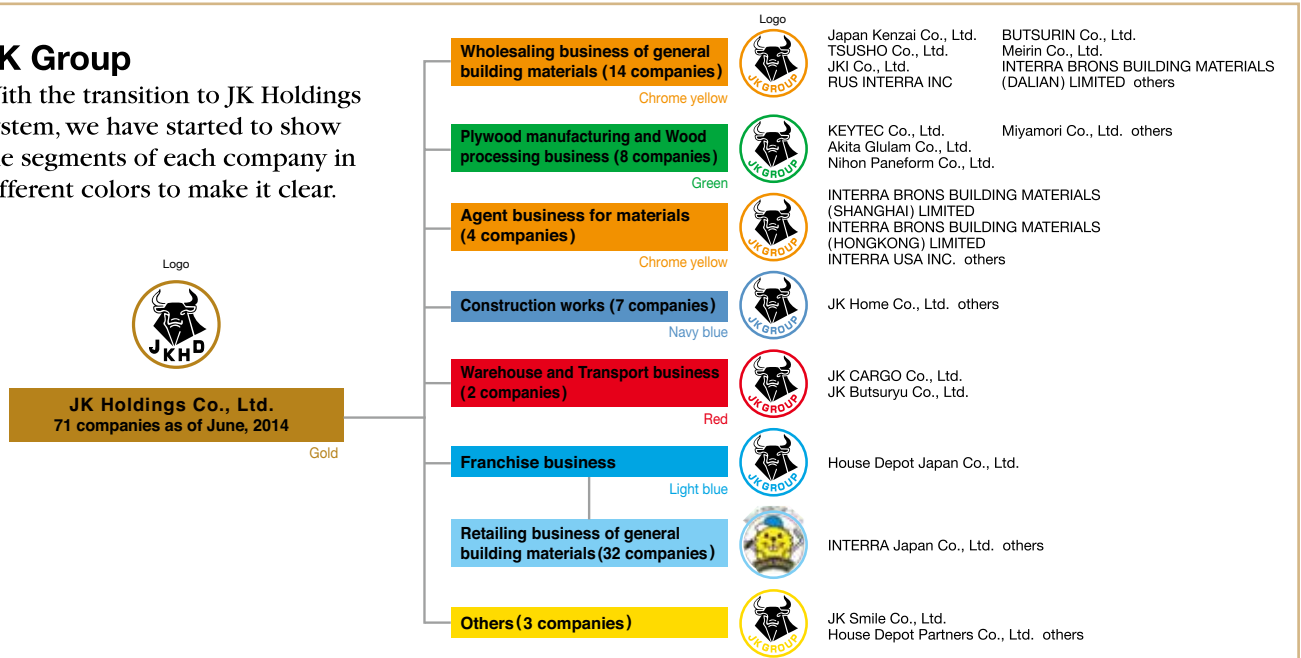 K Group
ith the transition to JK Holdings
stem, we have started to show
e segments of each company in
fferent colors to make it clear.
Logo
JKHD
JK Holdings Co., Ltd.
71 companies as of June, 2014
Gold
Logo
Wholesaling business of general
building materials (14 companies)
Chrome yellow
JK GROUP
Japan Kenzai Co., Ltd.
TSUSHO Co., Ltd.
JKI Co., Ltd.
RUS INTERRA INC
BUTSURIN Co., Ltd.
Meirin Co., Ltd.
INTERRA BRONS BUILDING MATERIALS
(DALIAN) LIMITED others
Plywood manufacturing and Wood
processing business (8 companies)
Green
JK GROUP
KEYTEC Co., Ltd.
Akita Glulam Co., Ltd.
Nihon Paneform Co., Ltd.
Miyamori Co., Ltd. others
Agent business for materials
(4 companies)
Chrome yellow
JK GROUP
INTERRA BRONS BUILDING MATERIALS
(SHANGHAI) LIMITED
INTERRA BRONS BUILDING MATERIALS
(HONGKONG) LIMITED
INTERRA USA INC. others
Construction works (7 companies)
Navy blue
JK GROUP
JK Home Co., Ltd. others
Warehouse and Transport business
(2 companies)
Red
JK GROUP
JK CARGO Co., Ltd.
JK Butsuryu Co., Ltd.
Franchise business
Light blue
JK GROUP
House Depot Japan Co., Ltd.
Retailing business of general
building materials (32 companies)
INTERRA Japan Co., Ltd. others
Others (3 companies)
JK GROUP
JK Smile Co., Ltd.
House Depot Partners Co., Ltd. others